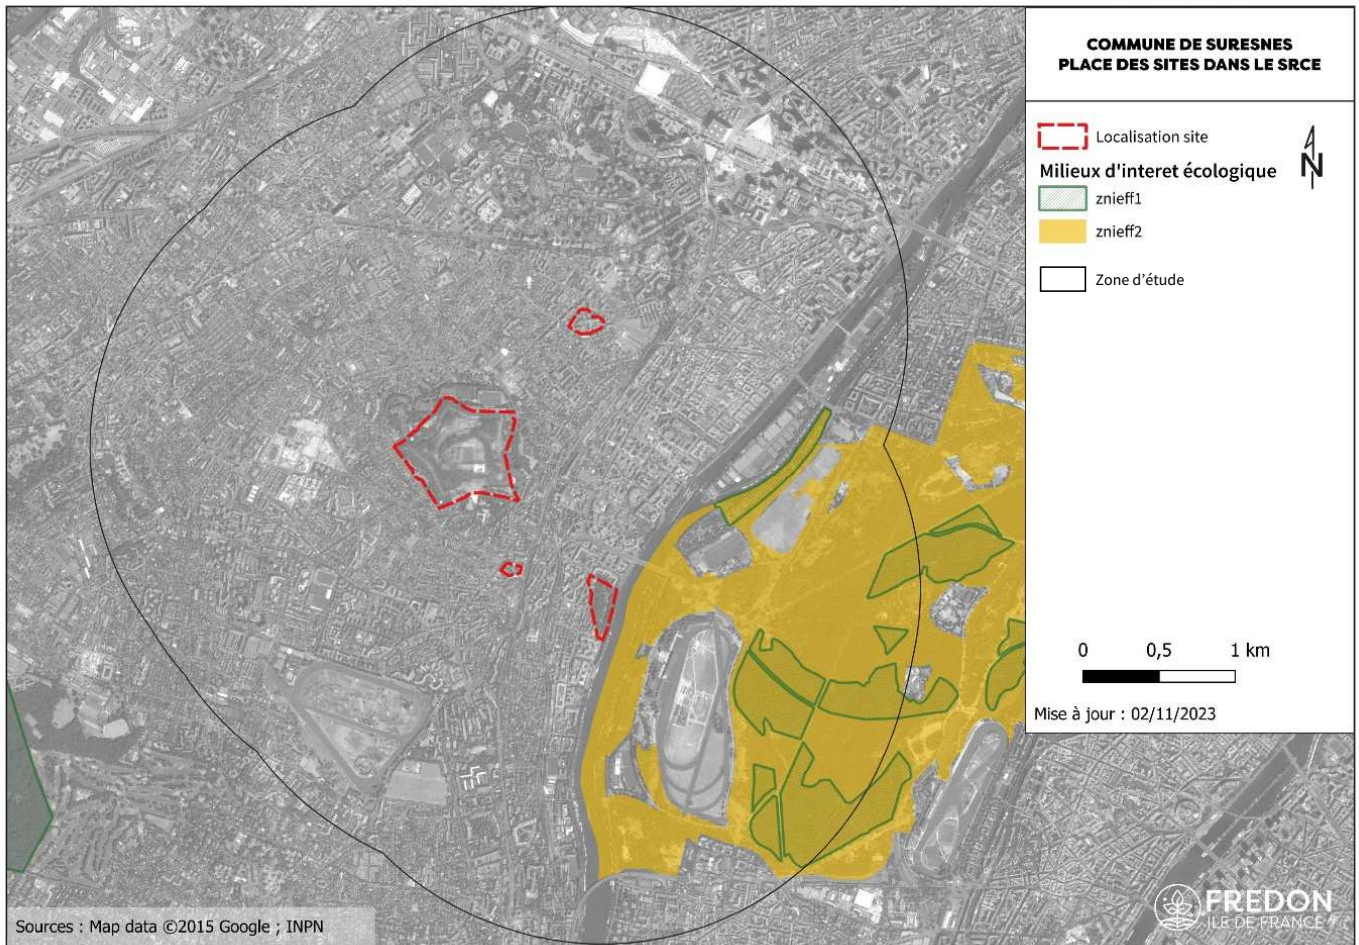 COMMUNE DE SURESNES
PLACE DES SITES DANS LE SRCE
Localisation site
N
Milieux d'interet écologique
znieff1
znieff2
Zone d'étude
0 0,5 1 km
Mise à jour : 02/11/2023
FREDON
ILE DE FRANCE
Sources : Map data ©2015 Google ; INPN